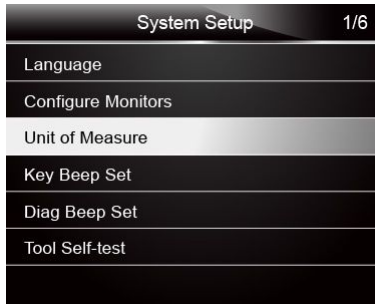 System Setup 1/6
Language
Configure Monitors
Unit of Measure
Key Beep Set
Diag Beep Set
Tool Self-test